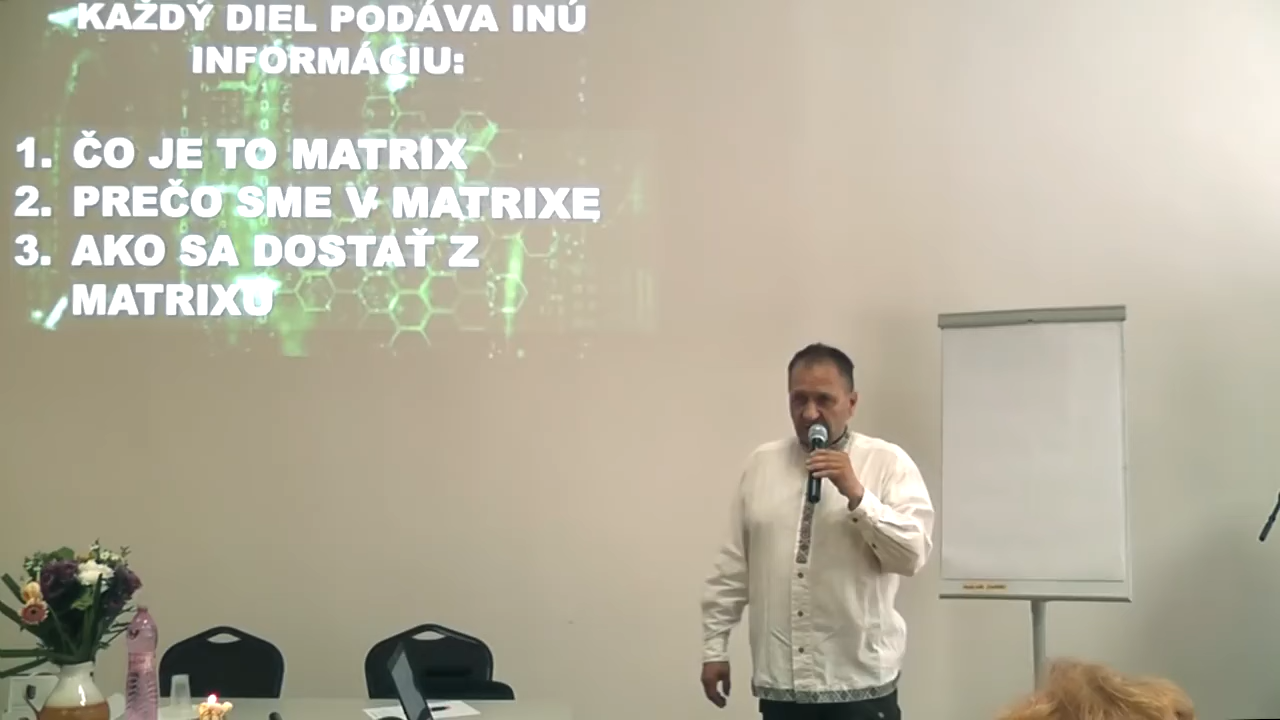 KAŽDÝ DIEL PODÁVA INÚ
INFORMÁCIU:
1. ČO JE TO MATRIX
2. PREČO SME V MATRIXE
3. AKO SA DOSTAŤ Z
MATRIXU